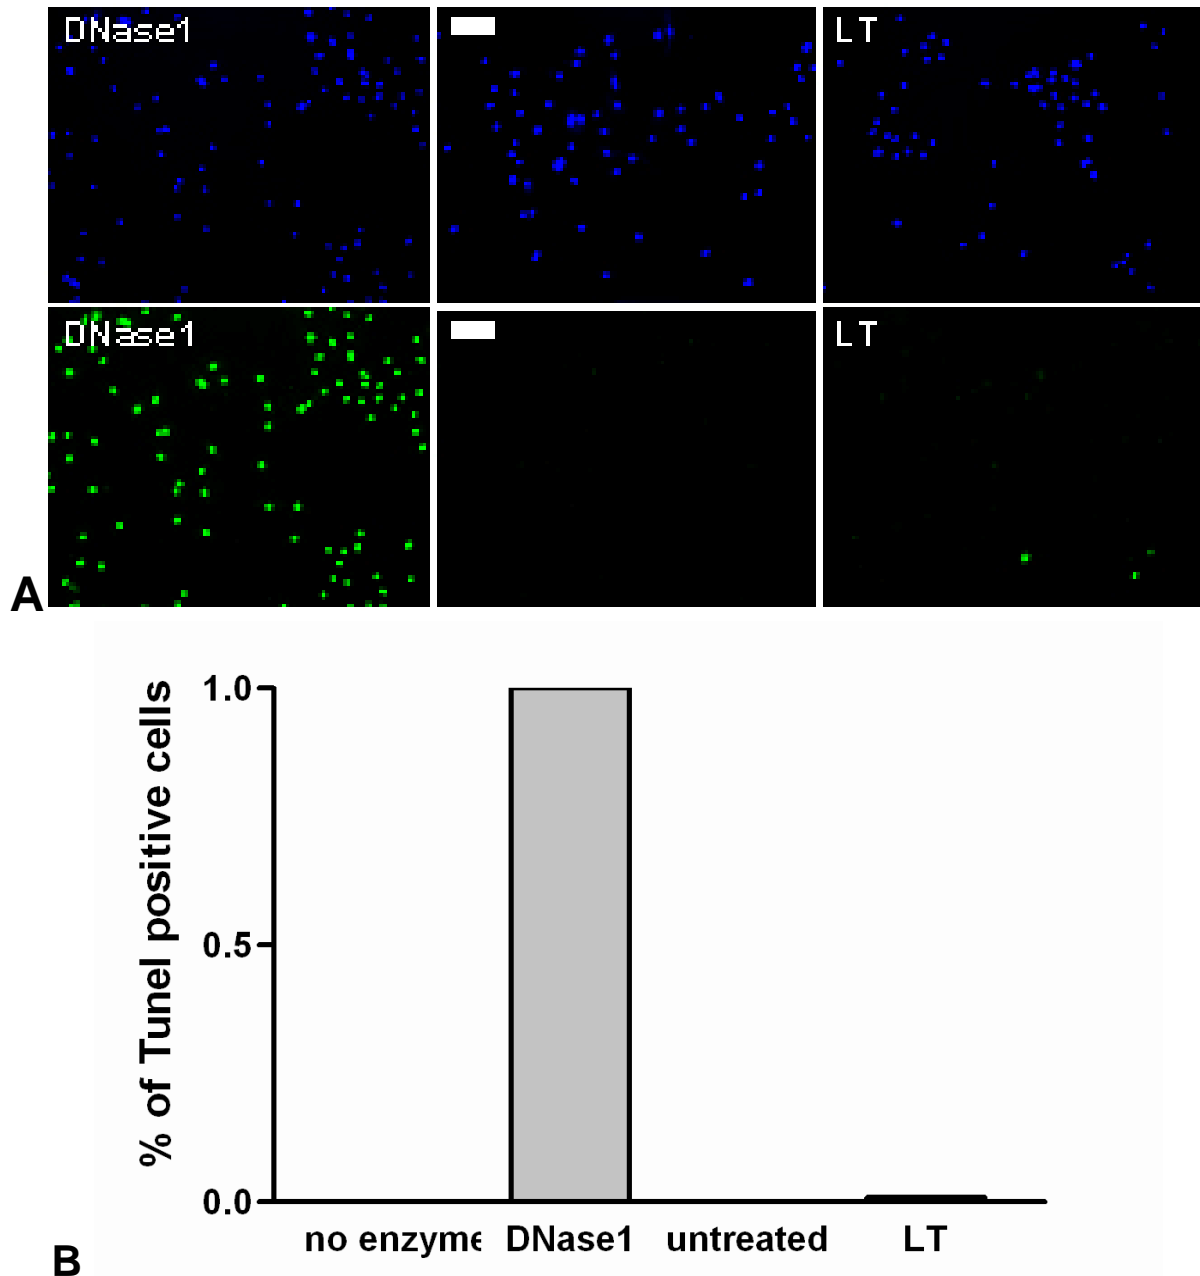 DNase1
LT
DNase1
LT
A
% of Tunel positive cells
1.0
0.5
0.0
no enzyme
DNase1
untreated
LT
B